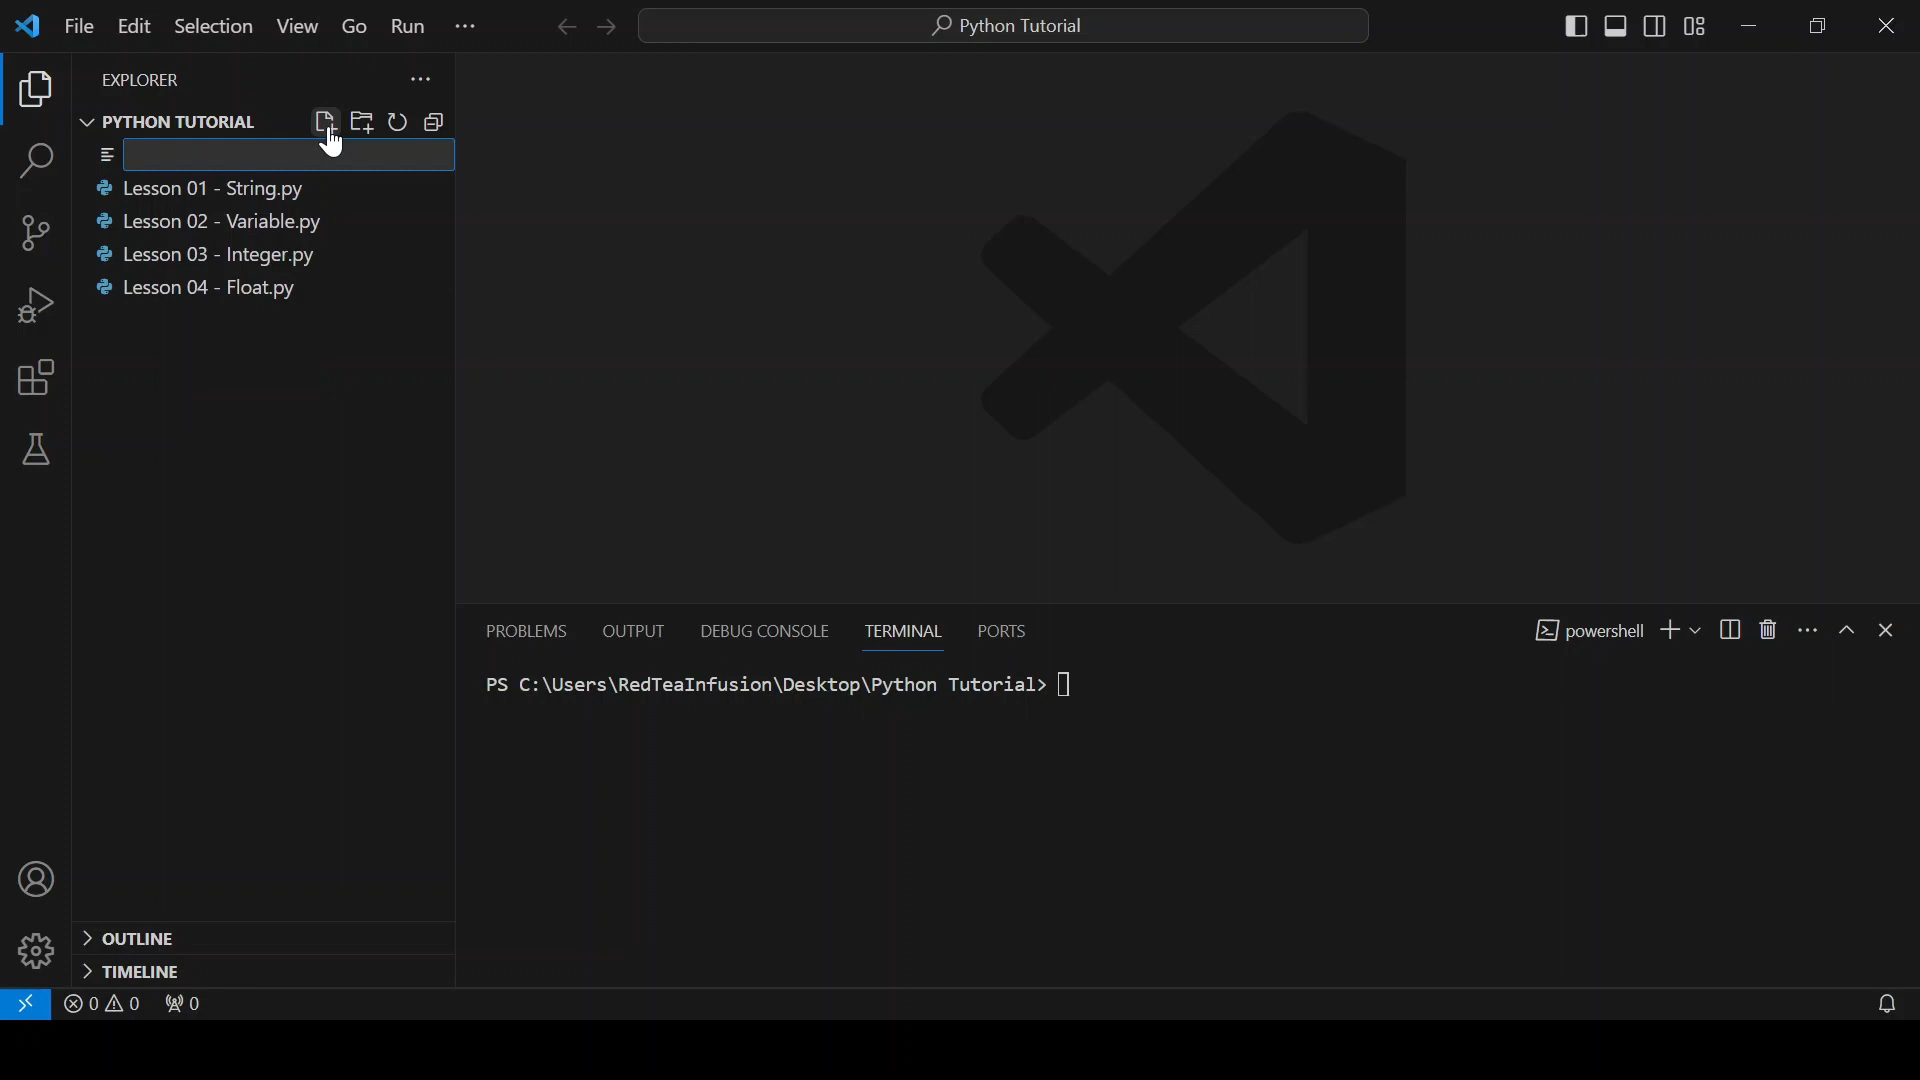 File Edit Selection View Go Run
Python Tutorial
EXPLORER
PYTHON TUTORIAL
Lesson 01 - String.py
Lesson 02 - Variable.py
Lesson 03 - Integer.py
Lesson 04 - Float.py
PROBLEMS OUTPUT DEBUG CONSOLE TERMINAL PORTS
powershell
PS C:\Users\RedTeaInfusion\Desktop\Python Tutorial>
OUTLINE
TIMELINE
0 0 0